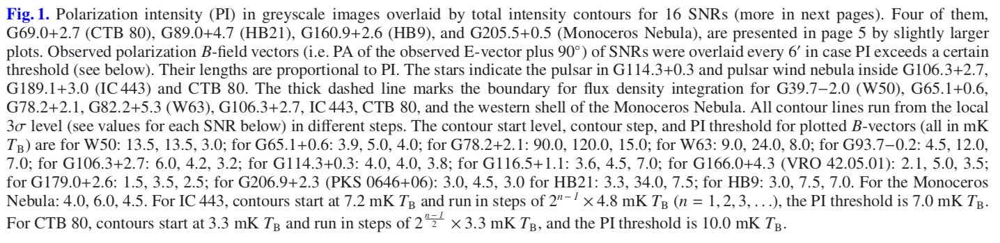 Fig. 1. Polarization intensity (PI) in greyscale images overlaid by total intensity contours for 16 SNRs (more in next pages). Four of them,
G69.0+2.7 (CTB 80), G89.0+4.7 (HB21), G160.9+2.6 (HB9), and G205.5+0.5 (Monoceros Nebula), are presented in page 5 by slightly larger
plots. Observed polarization B-field vectors (i.e. PA of the observed E-vector plus 90°) of SNRs were overlaid every 6′ in case PI exceeds a certain
threshold (see below). Their lengths are proportional to PI. The stars indicate the pulsar in G114.3+0.3 and pulsar wind nebula inside G106.3+2.7,
G189.1+3.0 (IC 443) and CTB 80. The thick dashed line marks the boundary for flux density integration for G39.7−2.0 (W50), G65.1+0.6,
G78.2+2.1, G82.2+5.3 (W63), G106.3+2.7, IC 443, CTB 80, and the western shell of the Monoceros Nebula. All contour lines run from the local
3σ level (see values for each SNR below) in different steps. The contour start level, contour step, and PI threshold for plotted B-vectors (all in mK
T_B) are for W50: 13.5, 13.5, 3.0; for G65.1+0.6: 3.9, 5.0, 4.0; for G78.2+2.1: 90.0, 120.0, 15.0; for W63: 9.0, 24.0, 8.0; for G93.7−0.2: 4.5, 12.0,
7.0; for G106.3+2.7: 6.0, 4.2, 3.2; for G114.3+0.3: 4.0, 4.0, 3.8; for G116.5+1.1: 3.6, 4.5, 7.0; for G166.0+4.3 (VRO 42.05.01): 2.1, 5.0, 3.5;
for G179.0+2.6: 1.5, 3.5, 2.5; for G206.9+2.3 (PKS 0646+06): 3.0, 4.5, 3.0 for HB21: 3.3, 34.0, 7.5; for HB9: 3.0, 7.5, 7.0. For the Monoceros
Nebula: 4.0, 6.0, 4.5. For IC 443, contours start at 7.2 mK T_B and run in steps of 2^{n−1} × 4.8 mK T_B (n = 1, 2, 3, . . .), the PI threshold is 7.0 mK T_B.
For CTB 80, contours start at 3.3 mK T_B and run in steps of 2^{\frac{n−1}{2}} × 3.3 mK T_B, and the PI threshold is 10.0 mK T_B.